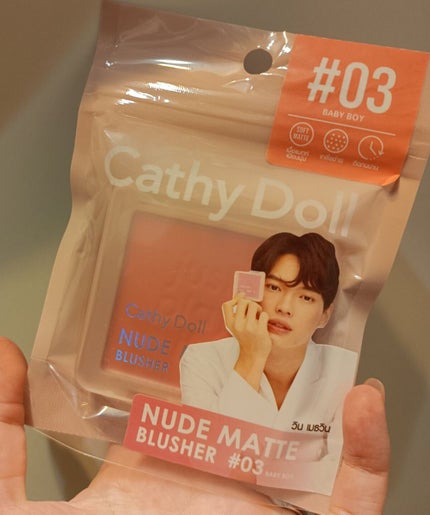 #03
BABY BOY
SOFT MATTE
Cathy Doll
Cathy Doll
NUDE
BLUSHER
วิน เมธวิน
NUDE MATTE
BLUSHER #03
BABY BOY